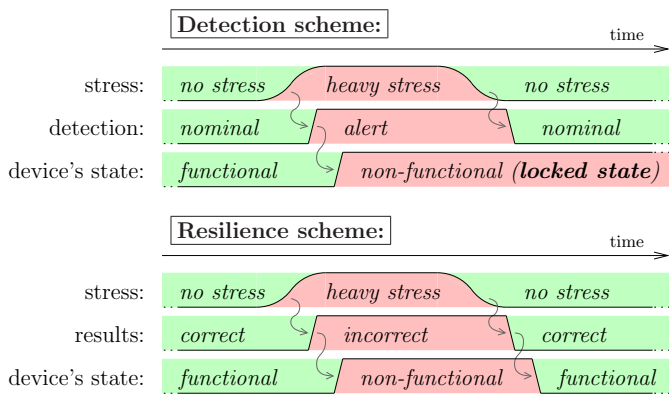 Detection scheme:
time
stress: no stress heavy stress no stress
detection: nominal alert nominal
device's state: functional non-functional (locked state)
Resilience scheme:
time
stress: no stress heavy stress no stress
results: correct incorrect correct
device's state: functional non-functional functional